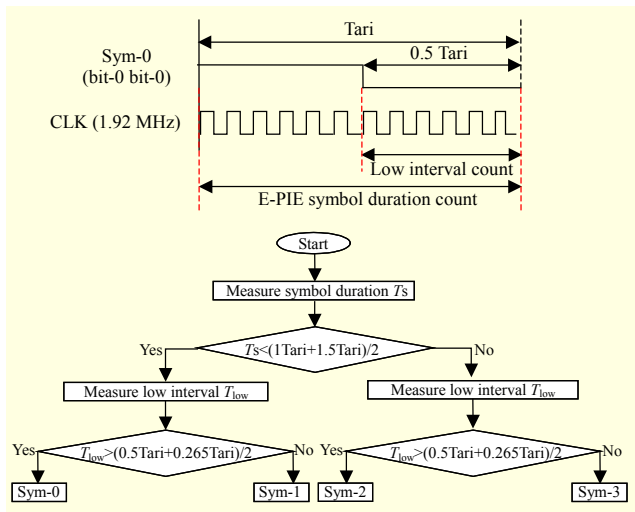 Tari
Sym-0
(bit-0 bit-0)
0.5 Tari
CLK (1.92 MHz)
Low interval count
E-PIE symbol duration count
Start
Measure symbol duration Ts
Ts<(1Tari+1.5Tari)/2
Yes
No
Measure low interval Tlow
Measure low interval Tlow
Yes
Tlow>(0.5Tari+0.265Tari)/2
No
Yes
Tlow>(0.5Tari+0.265Tari)/2
No
Sym-0
Sym-1
Sym-2
Sym-3